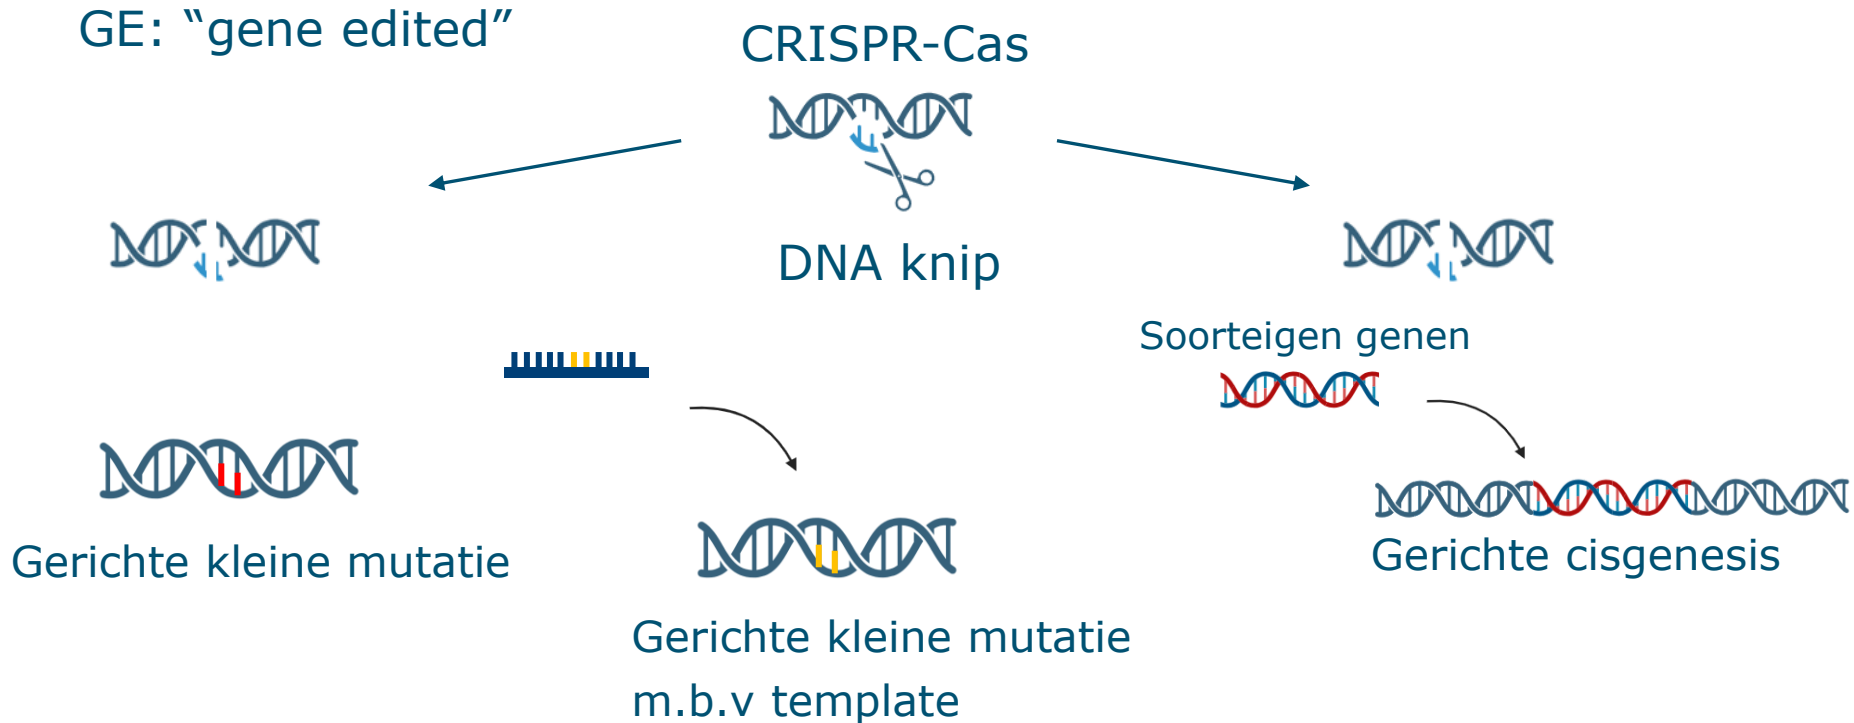 GE: “gene edited”
CRISPR-Cas
DNA knip
Soorteigen genen
Gerichte kleine mutatie
Gerichte cisgenesis
Gerichte kleine mutatie
m.b.v template